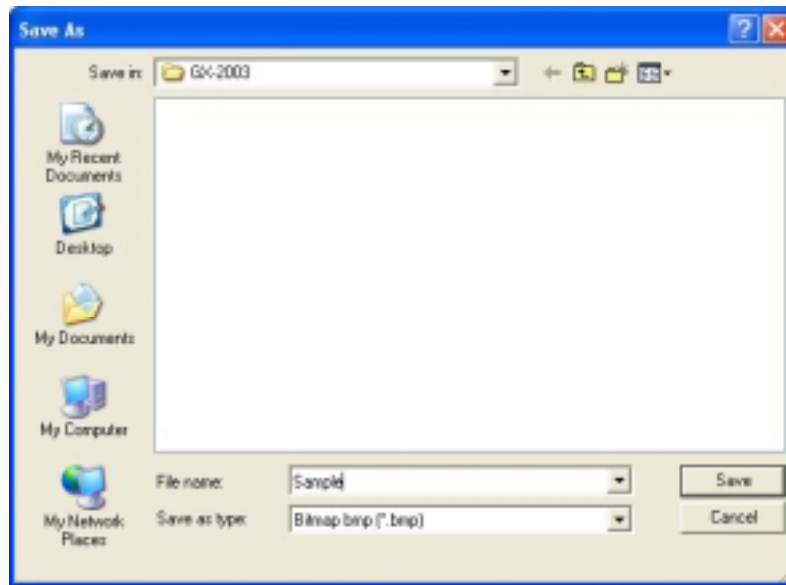 Save As
Save in: GX-2003
My Recent
Documents
Desktop
My Documents
My Computer
My Network
Places
File name: Sample
Save as type: Bitmap bmp (*.bmp)
Save
Cancel